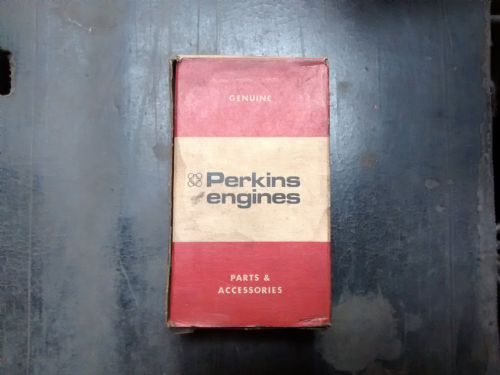 GENUINE
Perkins
engines
PARTS &
ACCESSORIES